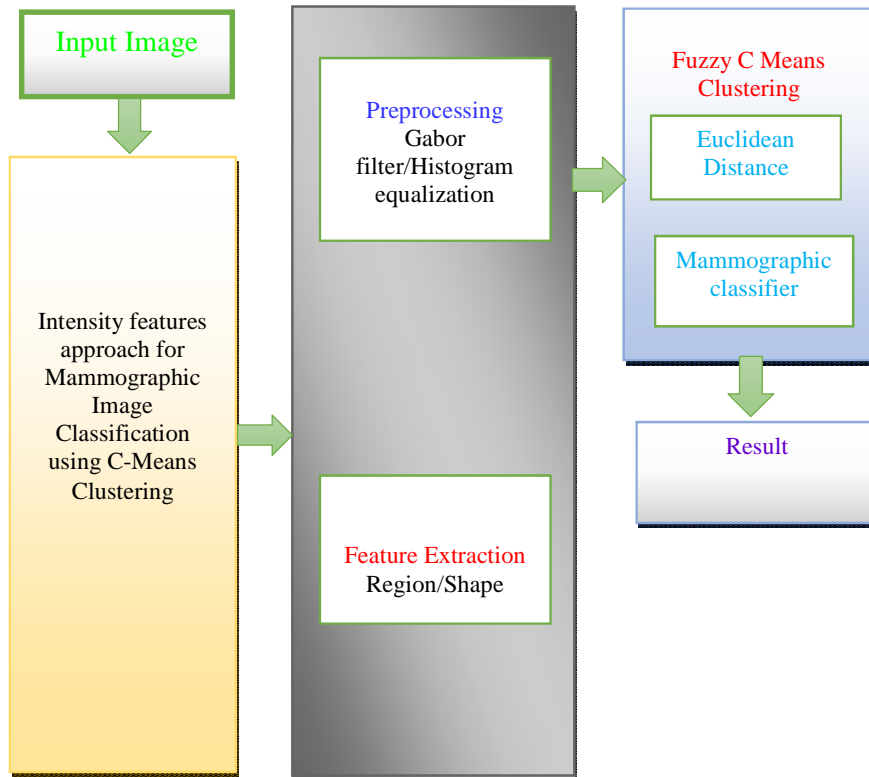 Input Image
Intensity features
approach for
Mammographic
Image
Classification
using C-Means
Clustering
Preprocessing
Gabor
filter/Histogram
equalization
Feature Extraction
Region/Shape
Fuzzy C Means
Clustering
Euclidean
Distance
Mammographic
classifier
Result